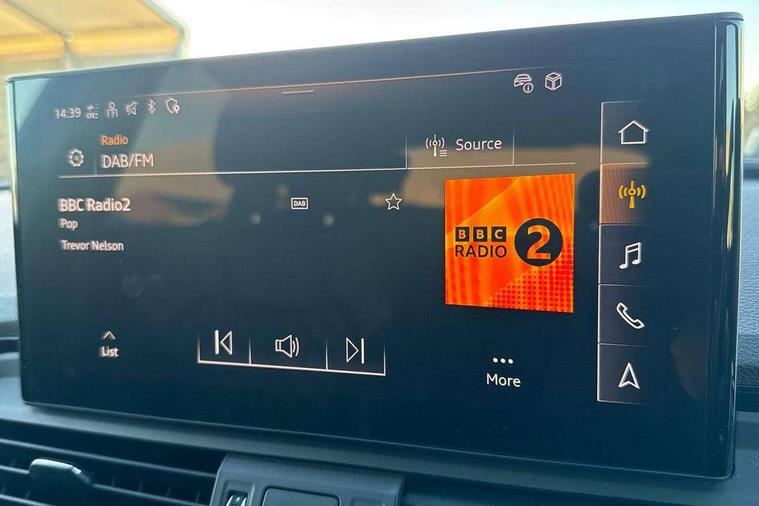 14:39
Radio
DAB/FM
Source
BBC Radio2
DAB
Pop
Trevor Nelson
BBC
RADIO 2
List
More